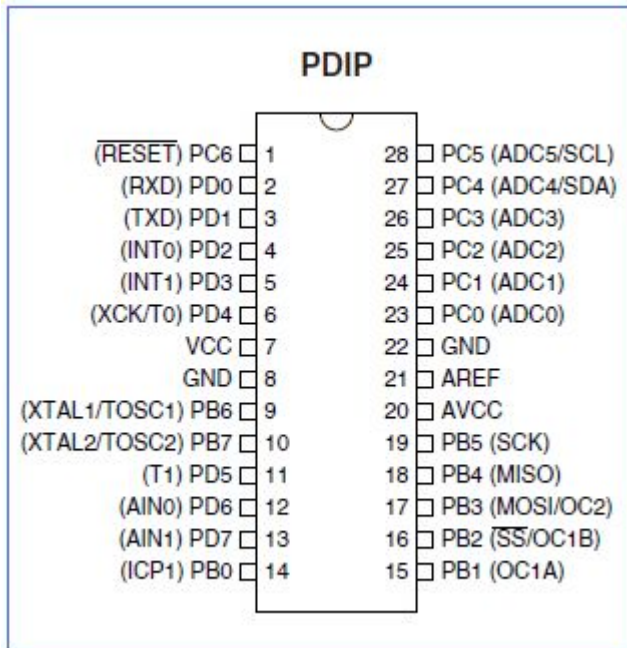 PDIP
(RESET) PC6 1 28 PC5 (ADC5/SCL)
(RXD) PD0 2 27 PC4 (ADC4/SDA)
(TXD) PD1 3 26 PC3 (ADC3)
(INT0) PD2 4 25 PC2 (ADC2)
(INT1) PD3 5 24 PC1 (ADC1)
(XCK/T0) PD4 6 23 PC0 (ADC0)
VCC 7 22 GND
GND 8 21 AREF
(XTAL1/TOSC1) PB6 9 20 AVCC
(XTAL2/TOSC2) PB7 10 19 PB5 (SCK)
(T1) PD5 11 18 PB4 (MISO)
(AIN0) PD6 12 17 PB3 (MOSI/OC2)
(AIN1) PD7 13 16 PB2 (SS/OC1B)
(ICP1) PB0 14 15 PB1 (OC1A)